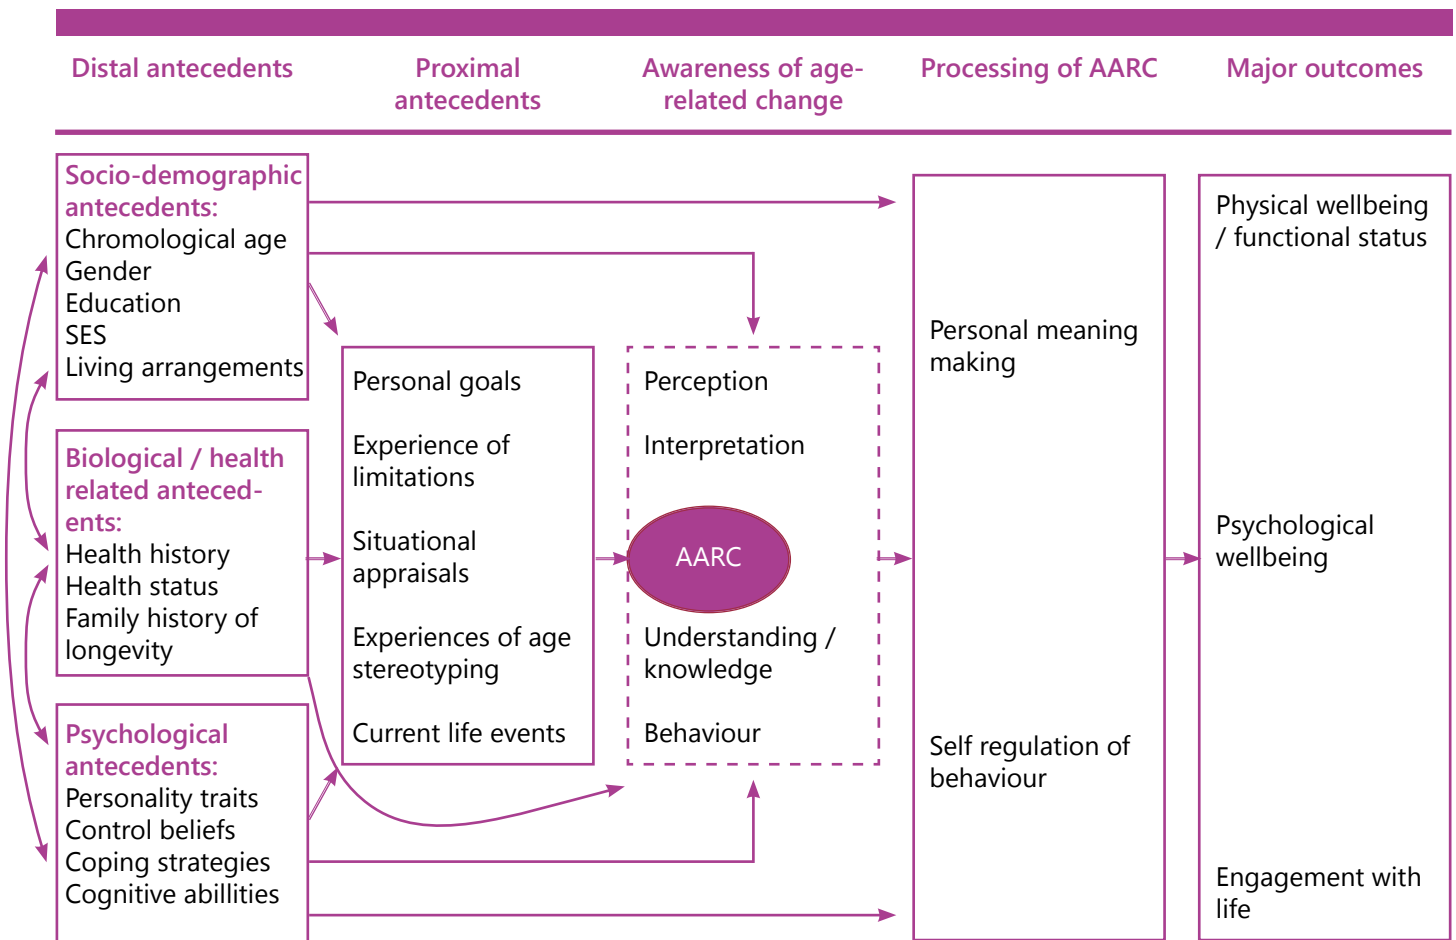 Distal antecedents
Proximal
antecedents
Awareness of age-
related change
Processing of AARC
Major outcomes
Socio-demographic
antecedents:
Chromological age
Gender
Education
SES
Living arrangements
Biological / health
related anteced-
ents:
Health history
Health status
Family history of
longevity
Psychological
antecedents:
Personality traits
Control beliefs
Coping strategies
Cognitive abillities
Personal goals
Experience of
limitations
Situational
appraisals
Experiences of age
stereotyping
Current life events
Perception
Interpretation
AARC
Understanding /
knowledge
Behaviour
Personal meaning
making
Self regulation of
behaviour
Physical wellbeing
/ functional status
Psychological
wellbeing
Engagement with
life